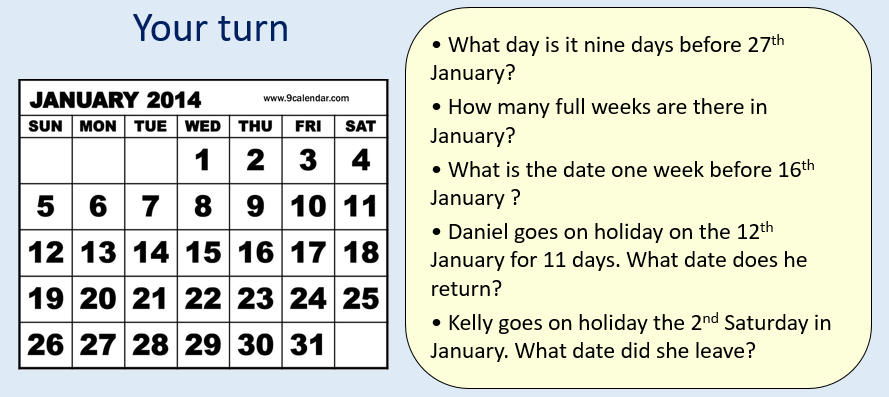 Your turn
JANUARY 2014 www.9calendar.com
SUN MON TUE WED THU FRI SAT
1 2 3 4
5 6 7 8 9 10 11
12 13 14 15 16 17 18
19 20 21 22 23 24 25
26 27 28 29 30 31
• What day is it nine days before 27th
January?
• How many full weeks are there in
January?
• What is the date one week before 16th
January ?
• Daniel goes on holiday on the 12th
January for 11 days. What date does he
return?
• Kelly goes on holiday the 2nd Saturday in
January. What date did she leave?